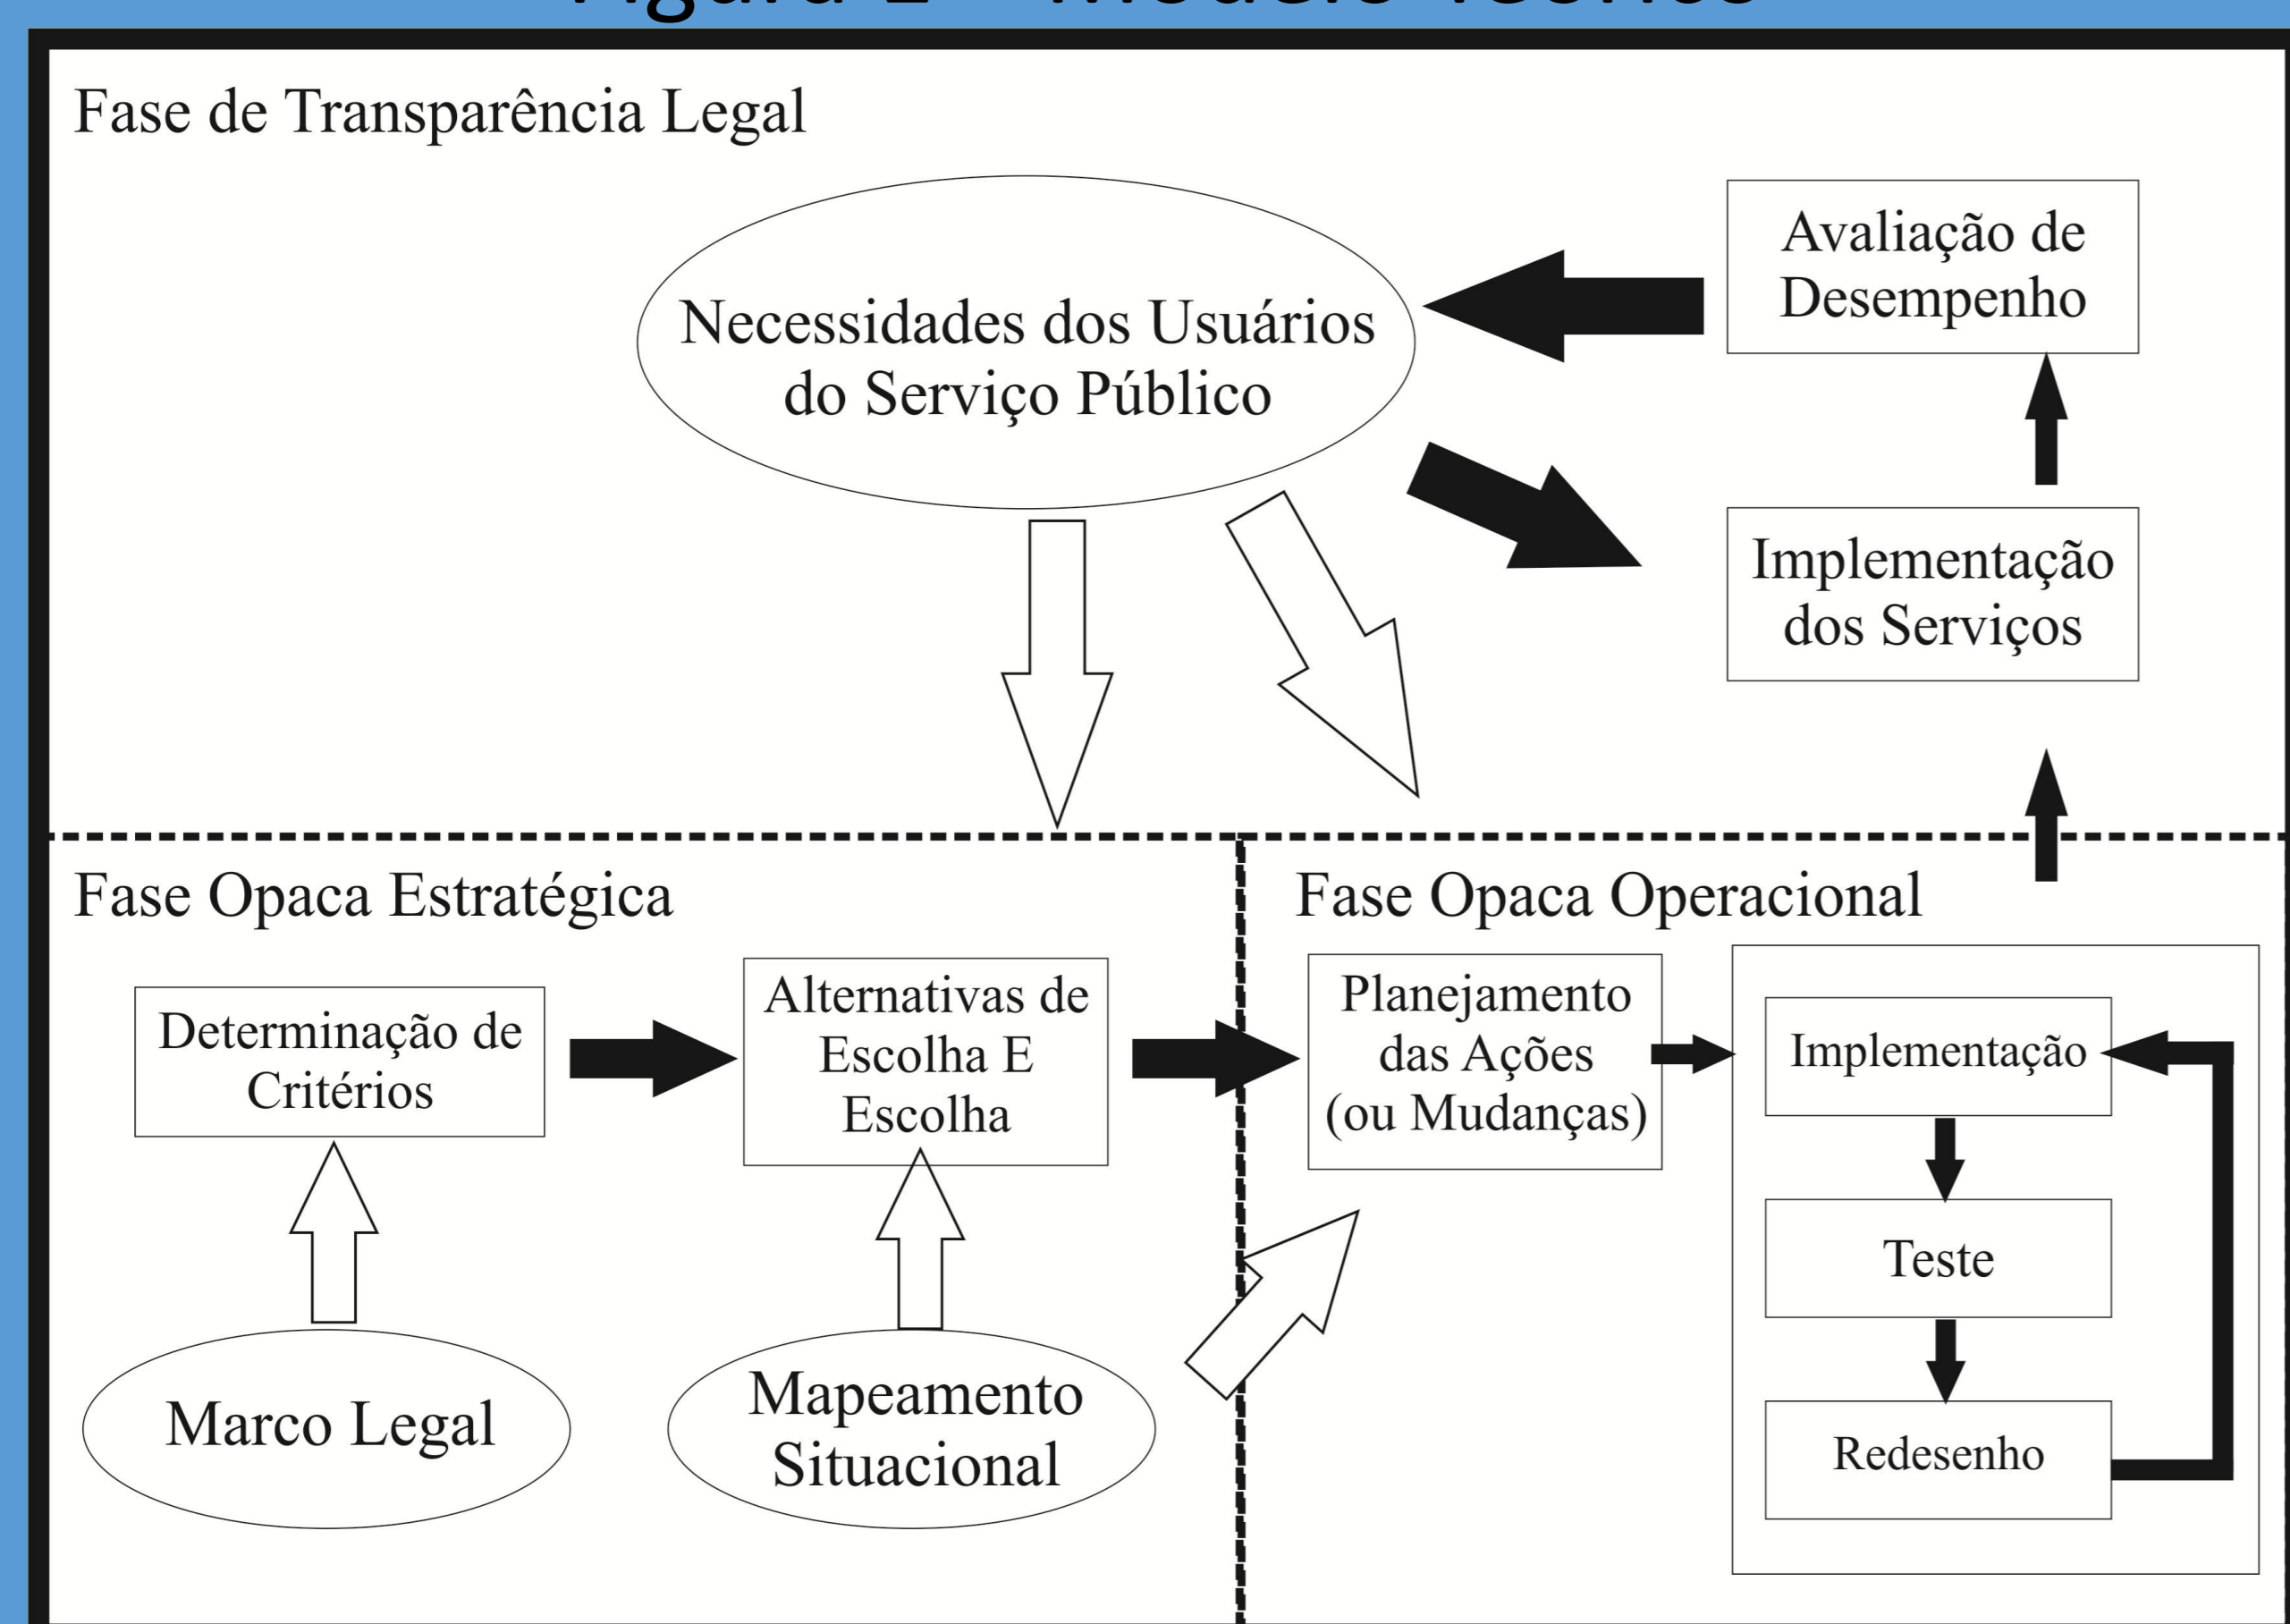 Fase de Transparência Legal
Necessidades dos Usuários
do Serviço Público
Avaliação de
Desempenho
Implementação
dos Serviços
Fase Opaca Estratégica
Determinação de
Critérios
Alternativas de
Escolha E
Escolha
Marco Legal
Mapeamento
Situacional
Fase Opaca Operacional
Planejamento
das Ações
(ou Mudanças)
Implementação
Teste
Redesenho